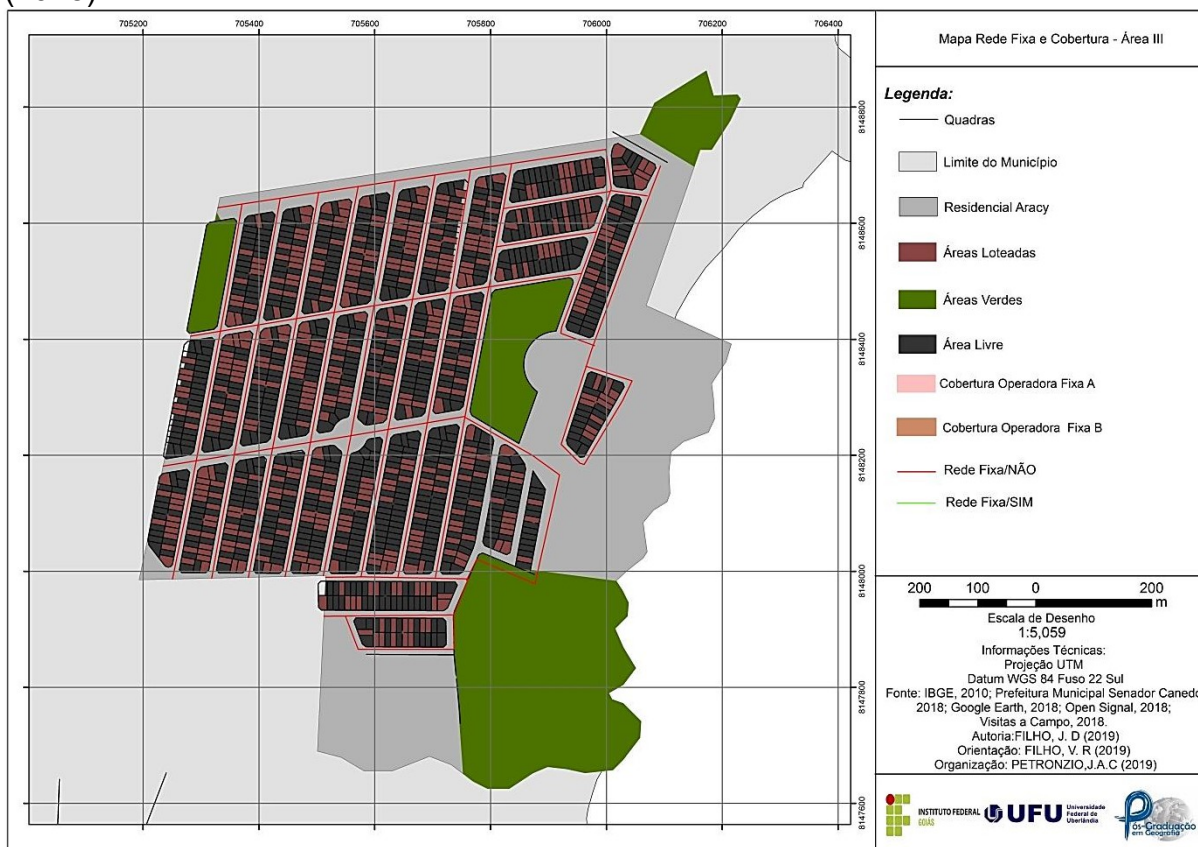 705200 705400 705600 705800 706000 706200 706400
Mapa Rede Fixa e Cobertura - Área III
Legenda:
Quadras
Limite do Município
Residencial Aracy
Áreas Loteadas
Áreas Verdes
Área Livre
Cobertura Operadora Fixa A
Cobertura Operadora Fixa B
Rede Fixa/NÃO
Rede Fixa/SIM
8148800
8148600
8148400
8148200
8148000
8147800
8147600
200 100 0 200
m
Escala de Desenho
1:5,059
Informações Técnicas:
Projeção UTM
Datum WGS 84 Fuso 22 Sul
Fonte: IBGE, 2010; Prefeitura Municipal Senador Canedo
2018; Google Earth, 2018; Open Signal, 2018;
Visitas a Campo, 2018.
Autoria:FILHO, J. D (2019)
Orientação: FILHO, V. R (2019)
Organização: PETRONZIO,J.A.C (2019)
INSTITUTO FEDERAL
GOIÁS
UFU
Universidade
Federal de
Uberlândia
Pós-Graduação
em Geografia